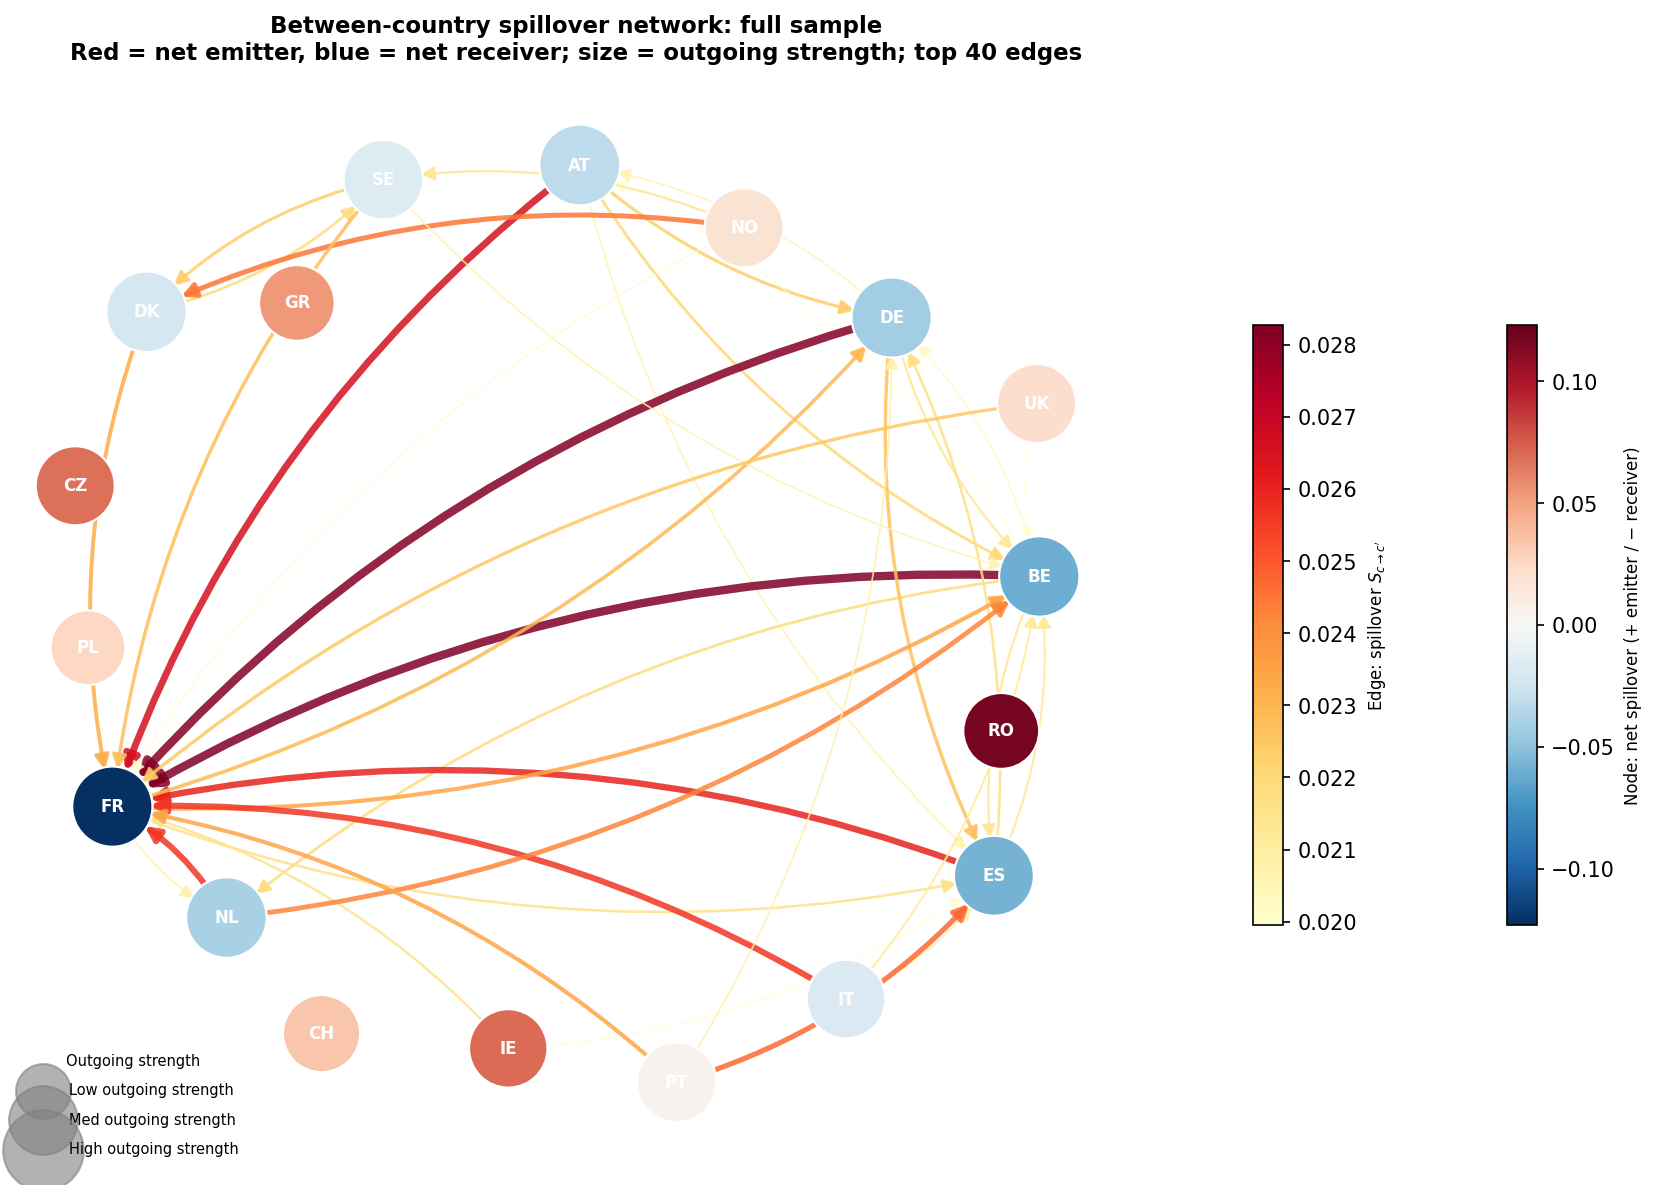 Between-country spillover network: full sample
Red = net emitter, blue = net receiver; size = outgoing strength; top 40 edges
SE
AT
NO
DK
GR
DE
UK
CZ
BE
PL
RO
FR
ES
NL
IT
CH
IE
PT
Outgoing strength
Low outgoing strength
Med outgoing strength
High outgoing strength
0.028
0.027
0.026
0.025
0.024
0.023
0.022
0.021
0.020
Edge: spillover S_{c→c'}
0.10
0.05
0.00
−0.05
−0.10
Node: net spillover (+ emitter / − receiver)